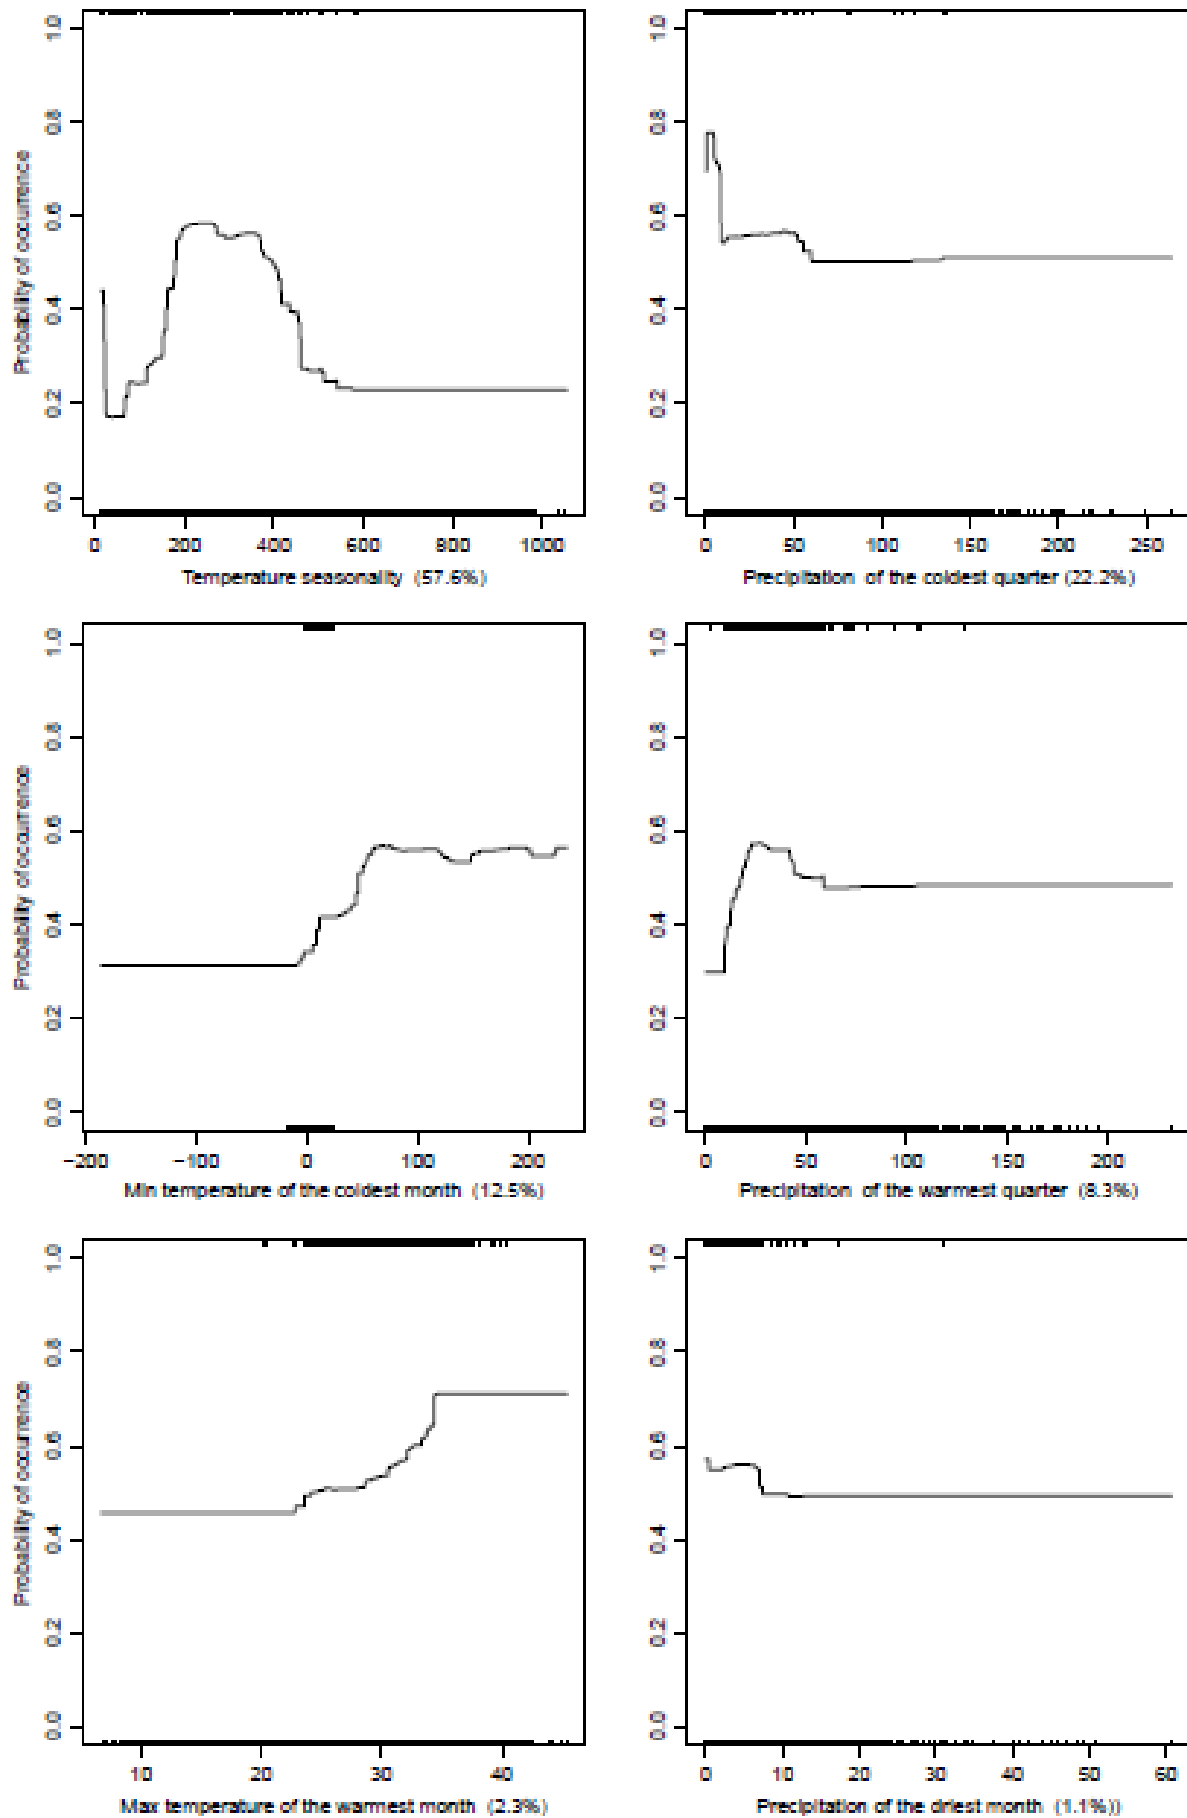 Probability of occurrence
1.0
0.8
0.6
0.4
0.2
0.0
0 200 400 600 800 1000
Temperature seasonality (57.6%)
1.0
0.8
0.6
0.4
0.2
0.0
0 50 100 150 200 250
Precipitation of the coldest quarter (22.2%)
Probability of occurrence
1.0
0.8
0.6
0.4
0.2
0.0
−200 −100 0 100 200
Min temperature of the coldest month (12.5%)
1.0
0.8
0.6
0.4
0.2
0.0
0 50 100 150 200
Precipitation of the warmest quarter (8.3%)
Probability of occurrence
1.0
0.8
0.6
0.4
0.2
0.0
10 20 30 40
Max temperature of the warmest month (2.3%)
1.0
0.8
0.6
0.4
0.2
0.0
0 10 20 30 40 50 60
Precipitation of the driest month (1.1%))